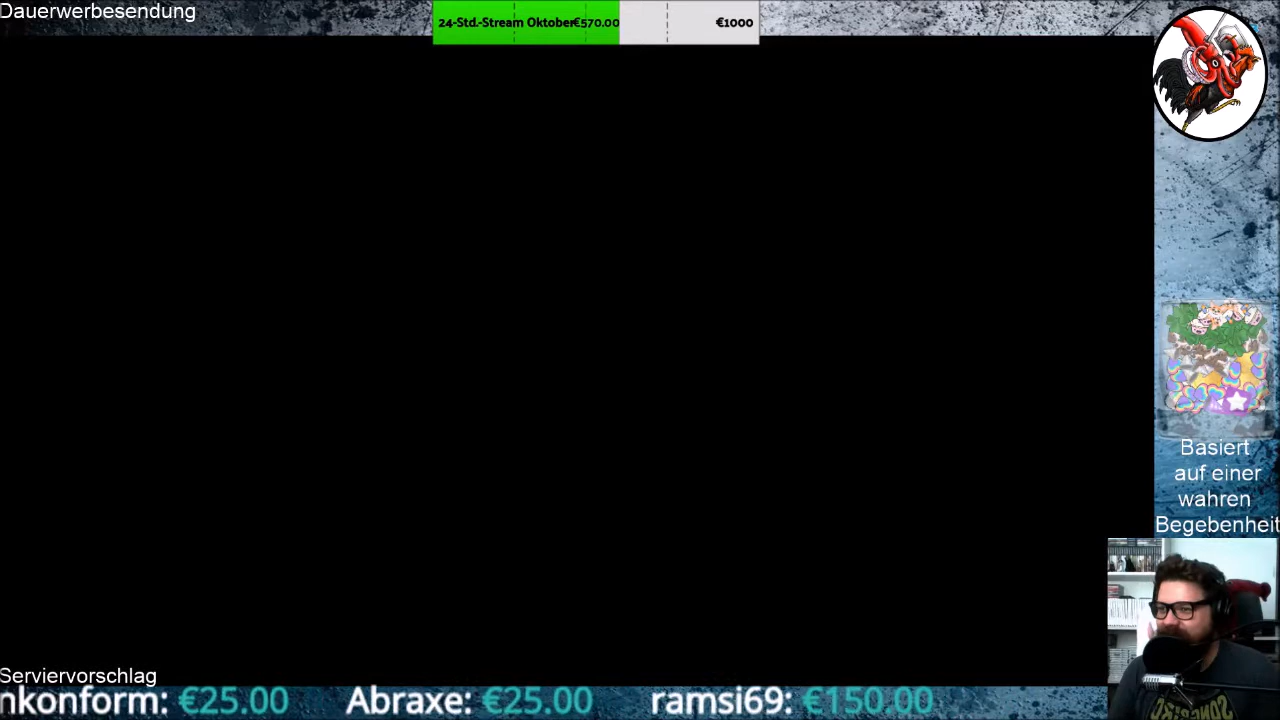 Dauerwerbesendung
24-Std.-Stream Oktober €570.00 €1000
Basiert
auf einer
wahren
Begebenheit
Serviervorschlag
nkonform: €25.00 Abraxe: €25.00 ramsi69: €150.00